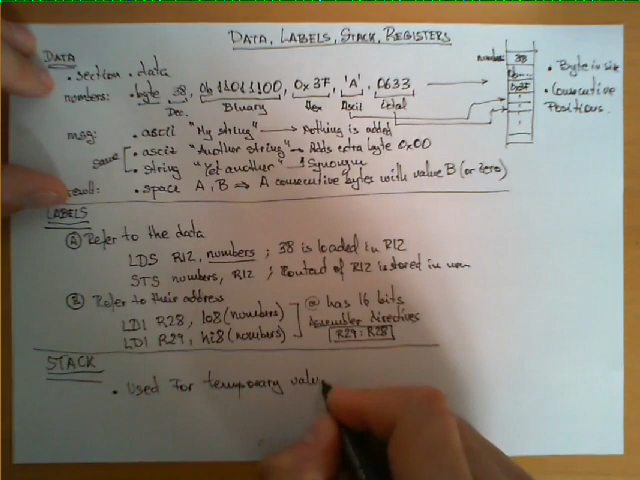 DATA, LABELS, STACK, REGISTERS
DATA
• section .data
numbers: .byte 38, 0b11011100, 0x3F, 'A', 0633
Dec. Binary Hex Ascii Octal
number 38
• Byte in size
• Consecutive Positions.
msg: .ascii "My string" → Nothing is added
same .asciz "Another string" → Adds extra byte 0x00
.string "Yet another" → Synonym
.space A, B ⇒ A consecutive bytes with value B (or zero)
LABELS
Ⓐ Refer to the data
LDS R12, numbers ; 38 is loaded in R12
STS numbers, R12 ; Content of R12 is stored in mem
Ⓑ Refer to their address
LDI R28, lo8(numbers)
LDI R29, hi8(numbers)
@ has 16 bits
Assembler directives
R29:R28
STACK
• Used for temporary valu